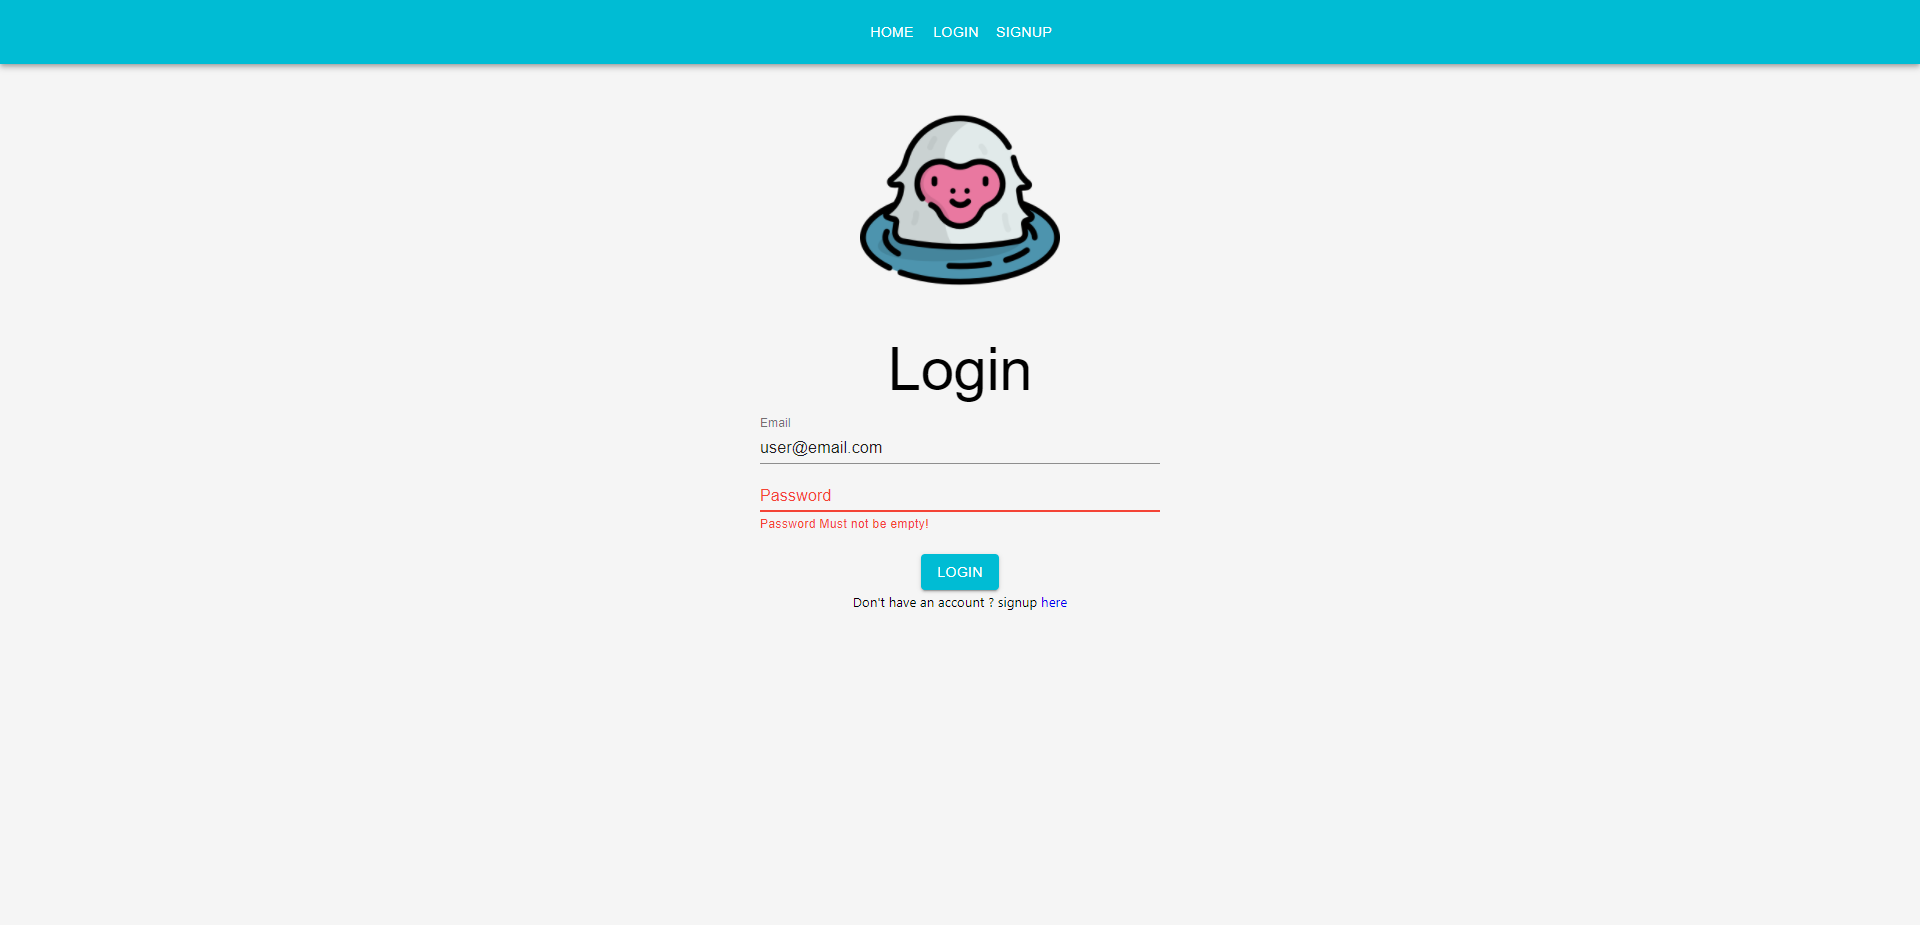 HOME LOGIN SIGNUP
Login
Email
user@email.com
Password
Password Must not be empty!
LOGIN
Don't have an account ? signup here